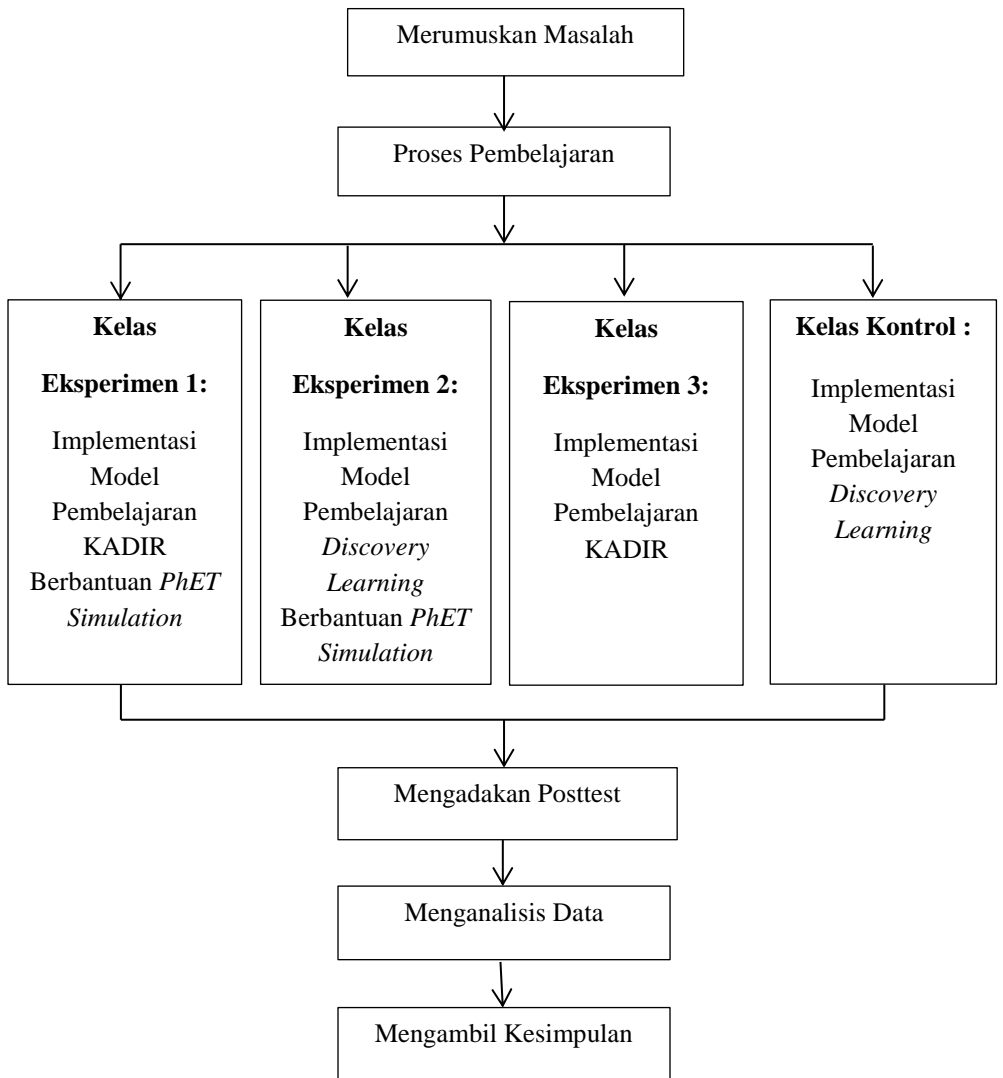 Merumuskan Masalah
Proses Pembelajaran
Kelas
Eksperimen 1:
Implementasi
Model
Pembelajaran
KADIR
Berbantuan PhET
Simulation
Kelas
Eksperimen 2:
Implementasi
Model
Pembelajaran
Discovery
Learning
Berbantuan PhET
Simulation
Kelas
Eksperimen 3:
Implementasi
Model
Pembelajaran
KADIR
Kelas Kontrol :
Implementasi
Model
Pembelajaran
Discovery
Learning
Mengadakan Posttest
Menganalisis Data
Mengambil Kesimpulan